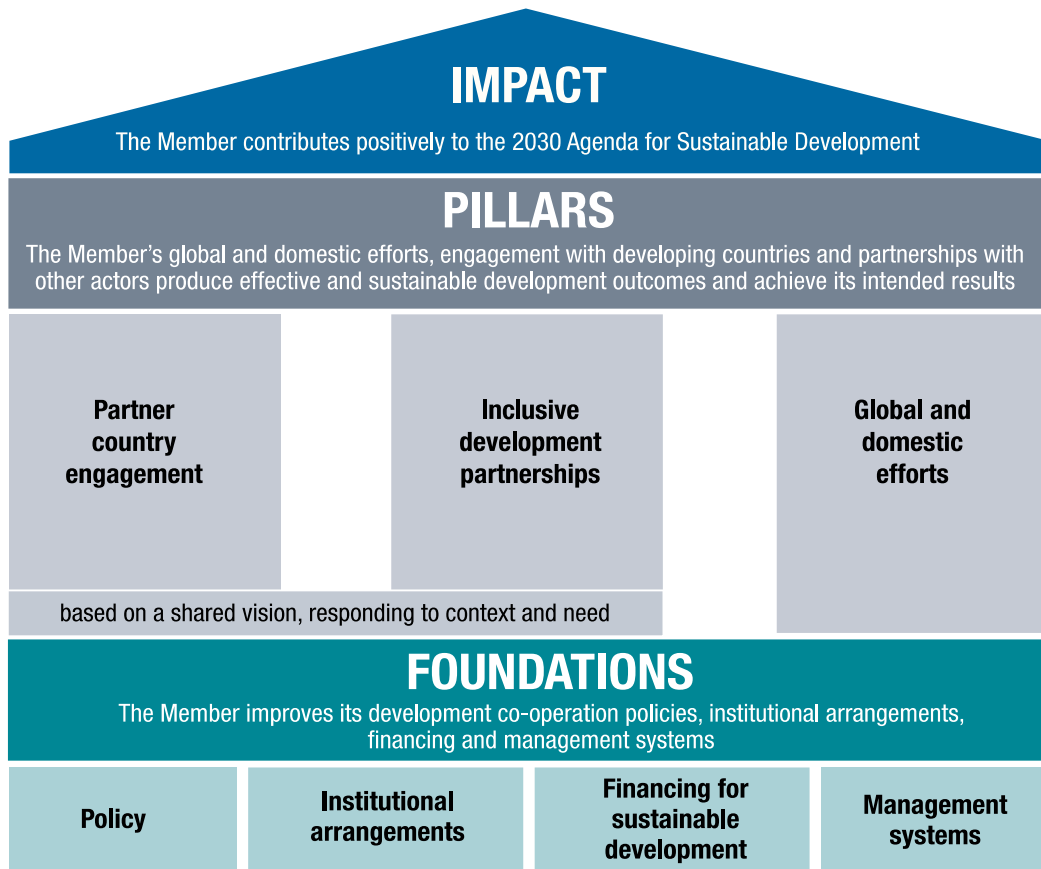 IMPACT
The Member contributes positively to the 2030 Agenda for Sustainable Development
PILLARS
The Member’s global and domestic efforts, engagement with developing countries and partnerships with
other actors produce effective and sustainable development outcomes and achieve its intended results
Partner
country
engagement
Inclusive
development
partnerships
Global and
domestic
efforts
based on a shared vision, responding to context and need
FOUNDATIONS
The Member improves its development co-operation policies, institutional arrangements,
financing and management systems
Policy
Institutional
arrangements
Financing for
sustainable
development
Management
systems